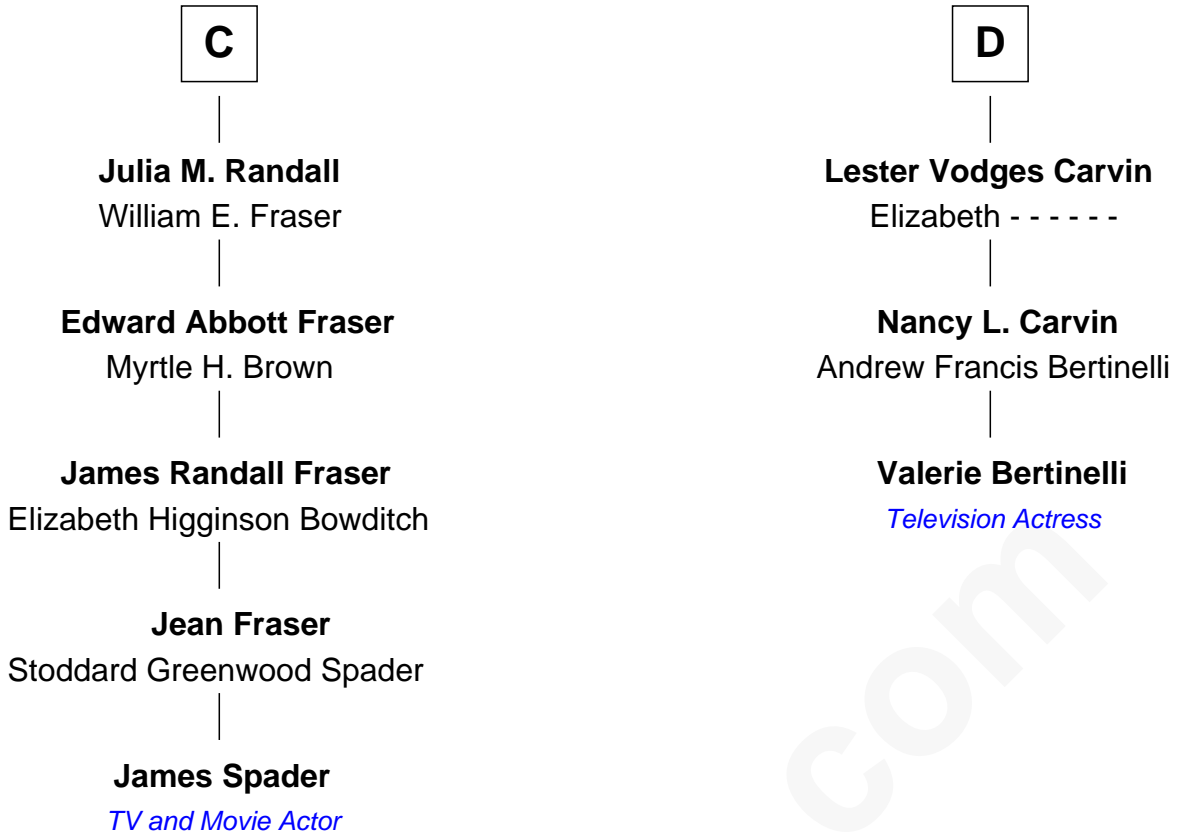 C
Julia M. Randall
William E. Fraser
Edward Abbott Fraser
Myrtle H. Brown
James Randall Fraser
Elizabeth Higginson Bowditch
Jean Fraser
Stoddard Greenwood Spader
James Spader
TV and Movie Actor
D
Lester Vodges Carvin
Elizabeth - - - - - -
Nancy L. Carvin
Andrew Francis Bertinelli
Valerie Bertinelli
Television Actress
com